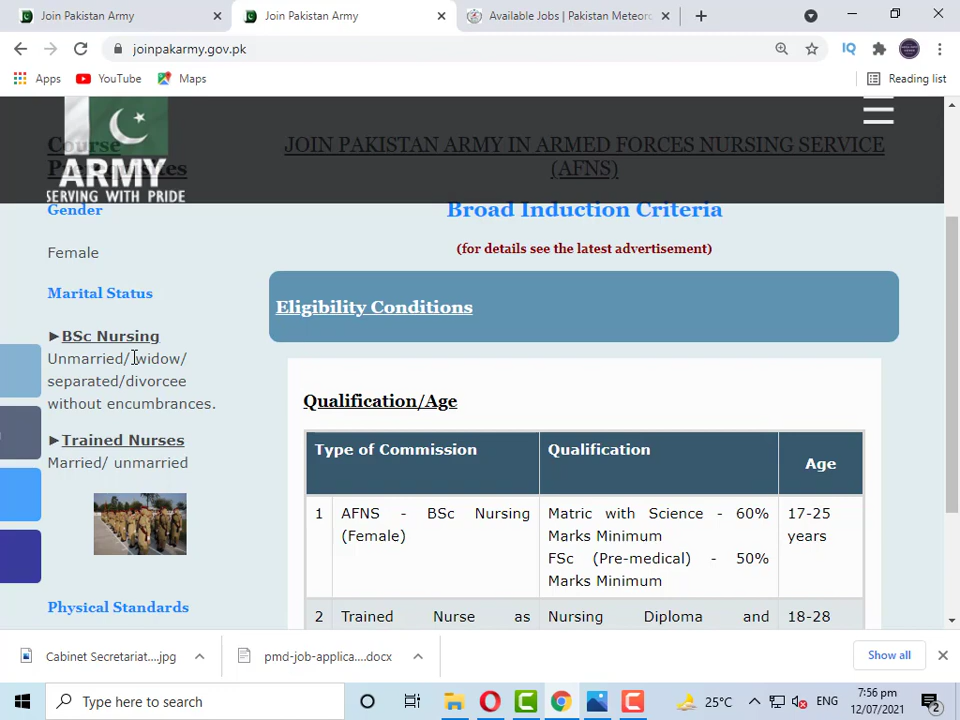 Join Pakistan Army
Join Pakistan Army
Available Jobs | Pakistan Meteoro
joinpakarmy.gov.pk
IQ
Apps
YouTube
Maps
Reading list
ARMY
SERVING WITH PRIDE
Course
Prerequisites
Gender
Female
Marital Status
►BSc Nursing
Unmarried/ widow/
separated/divorcee
without encumbrances.
►Trained Nurses
Married/ unmarried
Physical Standards
JOIN PAKISTAN ARMY IN ARMED FORCES NURSING SERVICE
(AFNS)
Broad Induction Criteria
(for details see the latest advertisement)
Eligibility Conditions
Qualification/Age
Type of Commission Qualification Age
1 AFNS - BSc Nursing Matric with Science - 60% 17-25
(Female) Marks Minimum years
FSc (Pre-medical) - 50%
Marks Minimum
2 Trained Nurse as Nursing Diploma and 18-28
Cabinet Secretariat....jpg
pmd-job-applica....docx
Show all
Type here to search
25°C
ENG
7:56 pm
12/07/2021
2